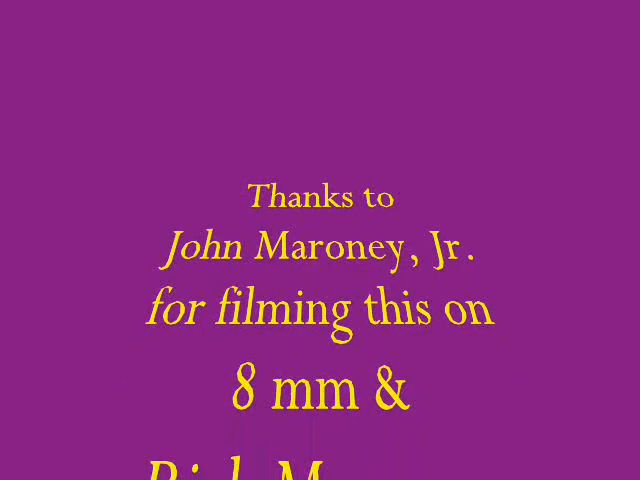 Thanks to
John Maroney, Jr.
for filming this on
8 mm &